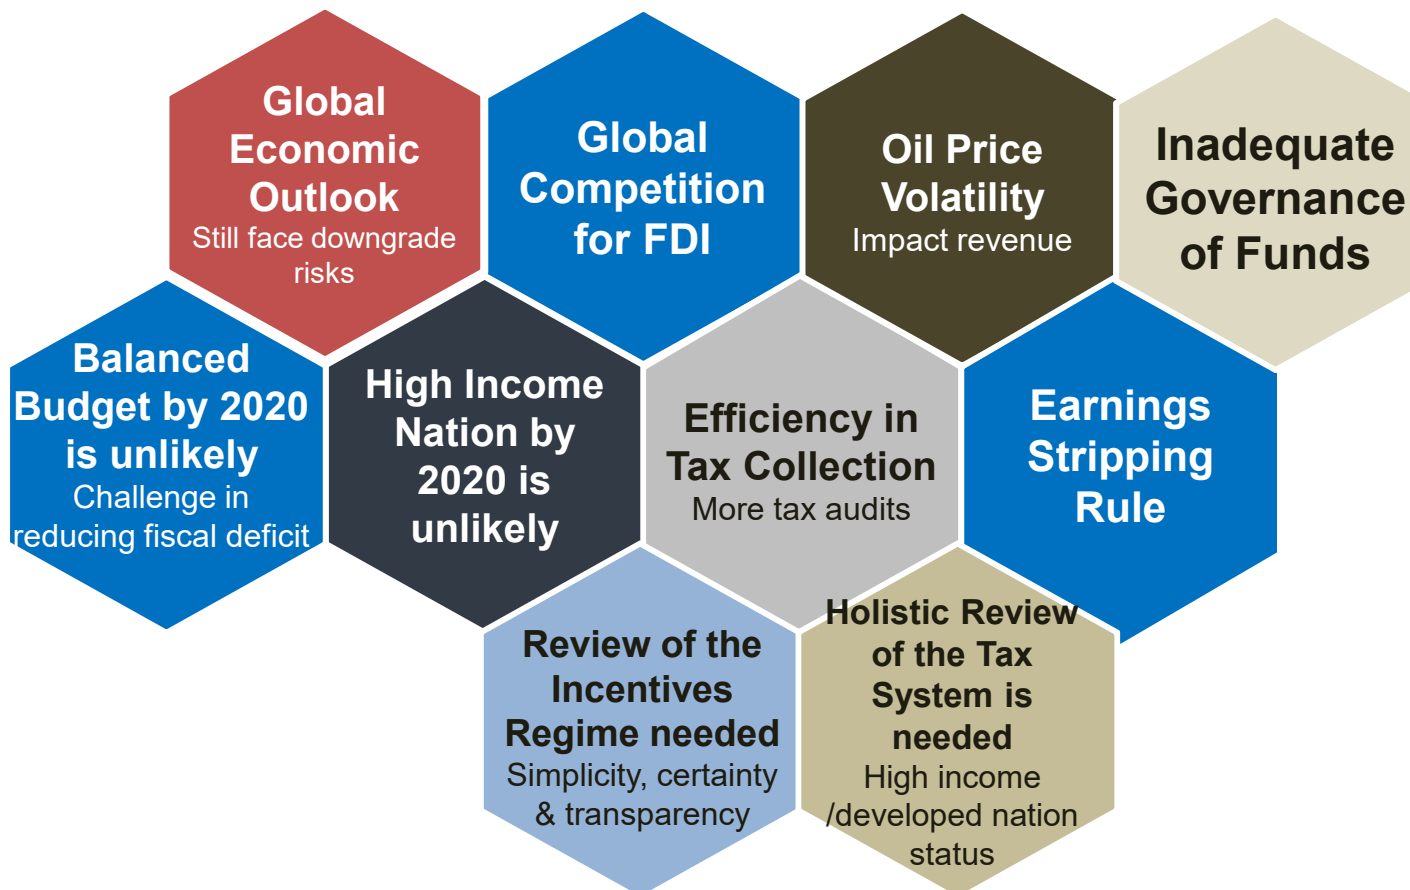 Global
Economic
Outlook
Still face downgrade
risks
Global
Competition
for FDI
Oil Price
Volatility
Impact revenue
Inadequate
Governance
of Funds
Balanced
Budget by 2020
is unlikely
Challenge in
reducing fiscal deficit
High Income
Nation by
2020 is
unlikely
Efficiency in
Tax Collection
More tax audits
Earnings
Stripping
Rule
Review of the
Incentives
Regime needed
Simplicity, certainty
& transparency
Holistic Review
of the Tax
System is
needed
High income
/developed nation
status